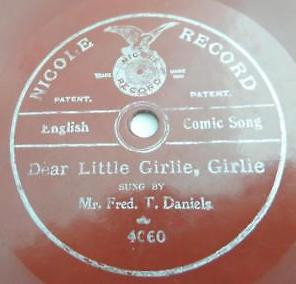 NICOLE RECORD
NICOLE
RECORD
TRADE MARK
PATENT. PATENT.
English Comic Song
Dear Little Girlie, Girlie
SUNG BY
Mr. Fred. T. Daniels.
4060